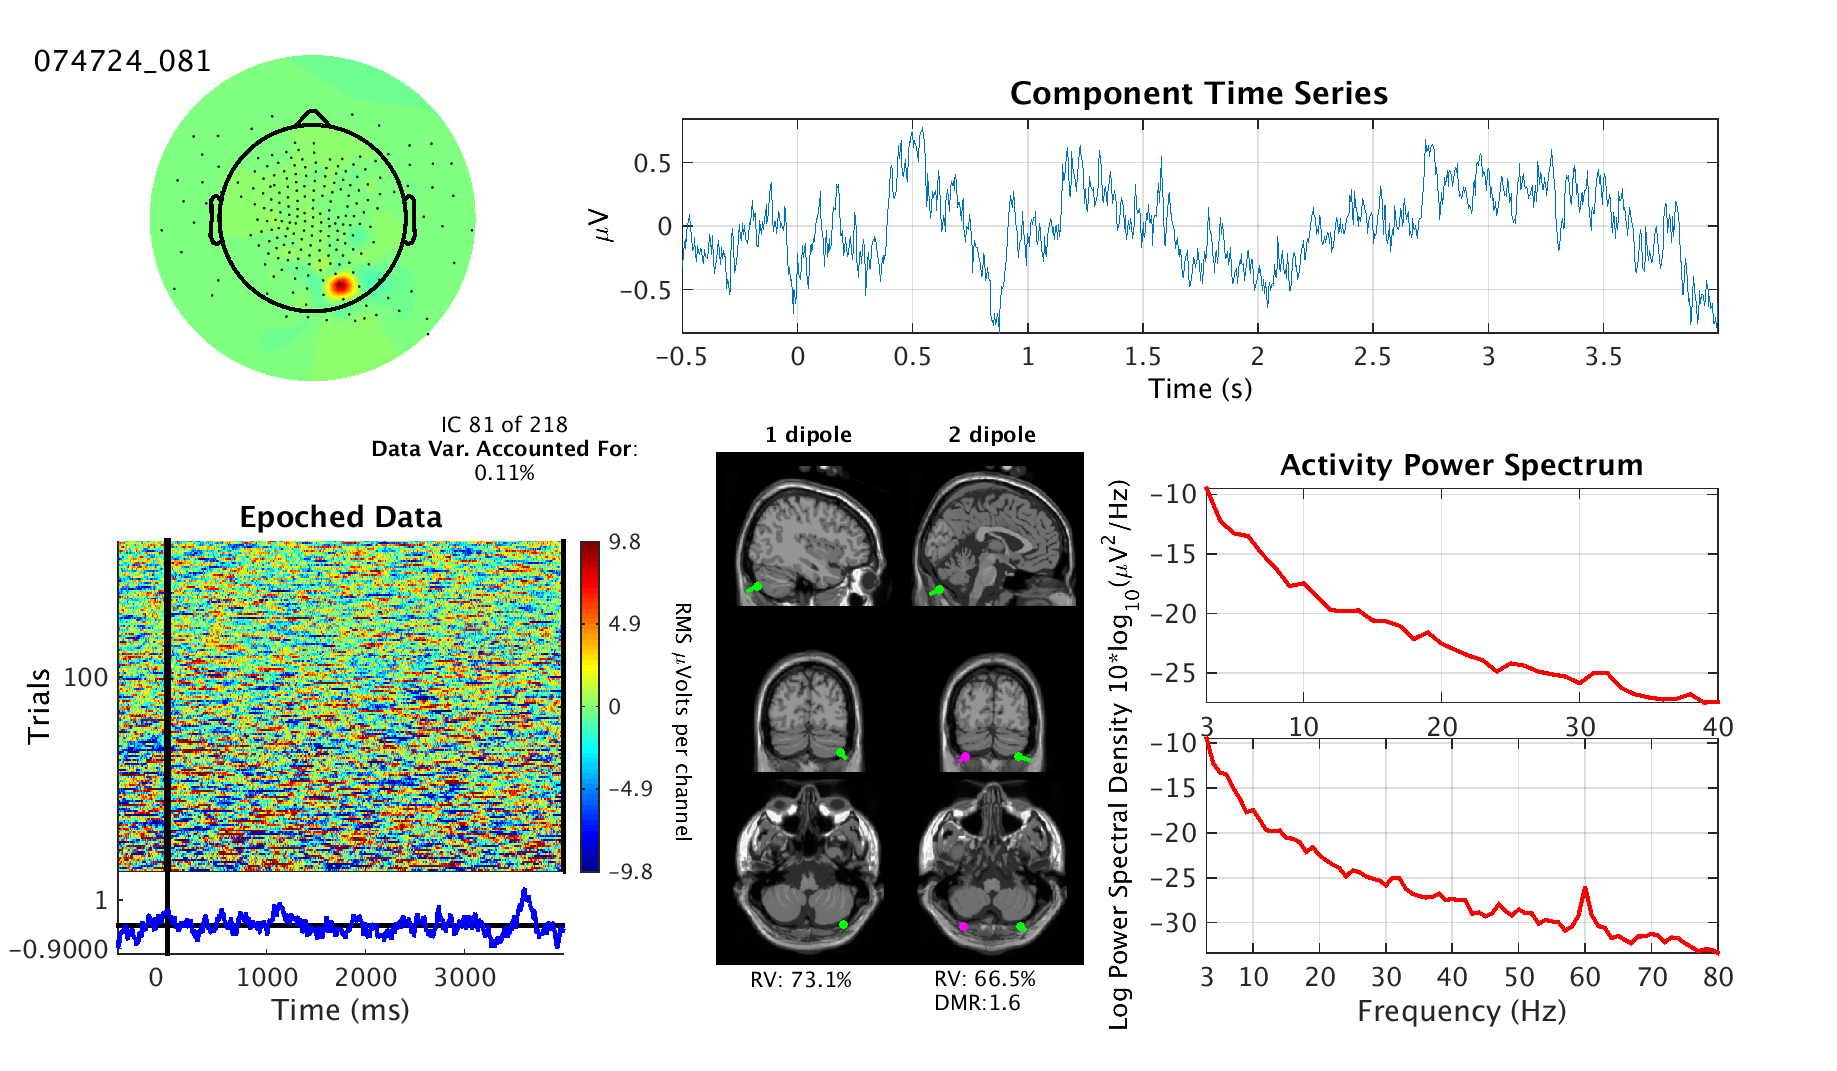 074724_081
Component Time Series
μV
0.5
0
−0.5
−0.5 0 0.5 1 1.5 2 2.5 3 3.5
Time (s)
IC 81 of 218
Data Var. Accounted For:
0.11%
Epoched Data
Trials
100
9.8
4.9
0
−4.9
−9.8
RMS μVolts per channel
1
−0.9000
0 1000 2000 3000
Time (ms)
1 dipole 2 dipole
RV: 73.1% RV: 66.5%
DMR:1.6
Activity Power Spectrum
Log Power Spectral Density 10*log10(μV2/Hz)
−10
−15
−20
−25
3 10 20 30 40
−10
−15
−20
−25
−30
3 10 20 30 40 50 60 70 80
Frequency (Hz)